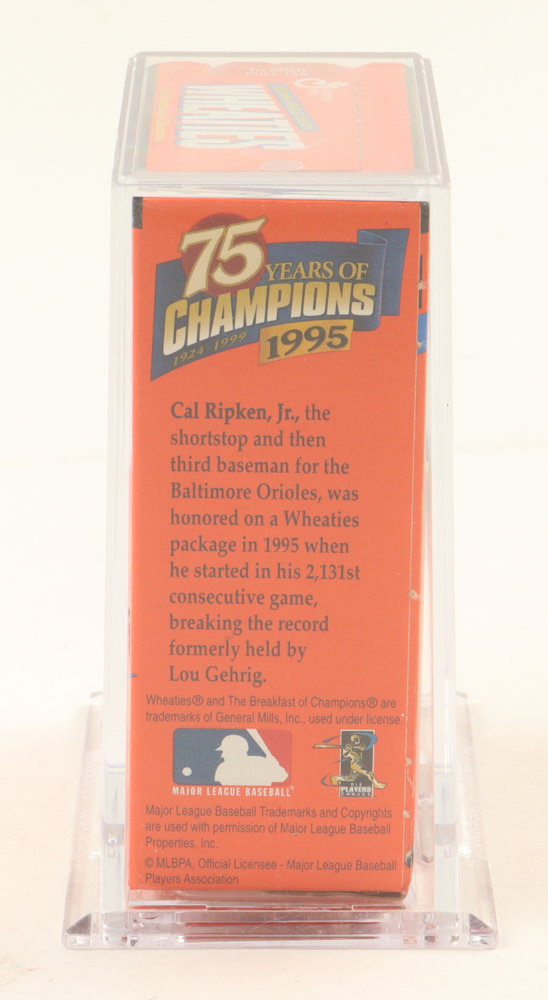 WHEATIES
75
YEARS OF
CHAMPIONS
1924-1999
1995
Cal Ripken, Jr., the
shortstop and then
third baseman for the
Baltimore Orioles, was
honored on a Wheaties
package in 1995 when
he started in his 2,131st
consecutive game,
breaking the record
formerly held by
Lou Gehrig.
Wheaties® and The Breakfast of Champions® are
trademarks of General Mills, Inc., used under license.
MAJOR LEAGUE BASEBALL
PLAYERS
CHOICE
Major League Baseball Trademarks and Copyrights
are used with permission of Major League Baseball
Properties, Inc.
© MLBPA, Official Licensee - Major League Baseball
Players Association